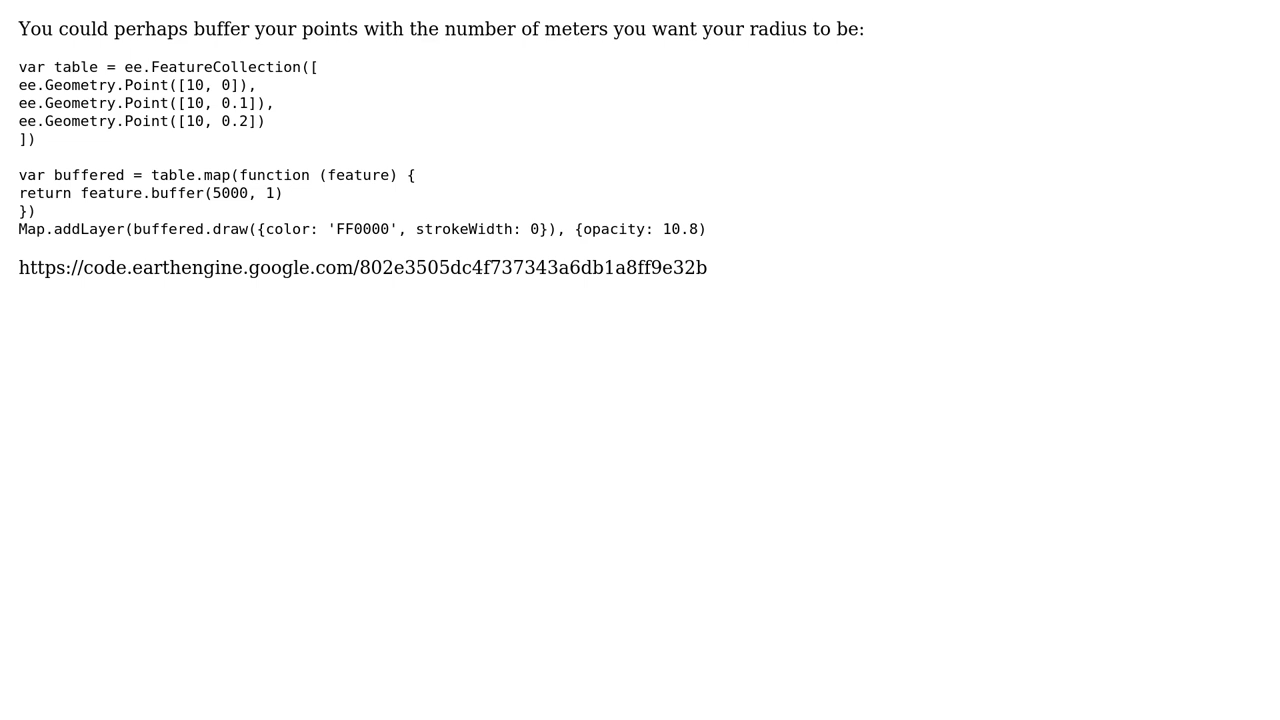 You could perhaps buffer your points with the number of meters you want your radius to be:
var table = ee.FeatureCollection([
ee.Geometry.Point([10, 0]),
ee.Geometry.Point([10, 0.1]),
ee.Geometry.Point([10, 0.2])
])
var buffered = table.map(function (feature) {
return feature.buffer(5000, 1)
})
Map.addLayer(buffered.draw({color: 'FF0000', strokeWidth: 0}), {opacity: 10.8)
https://code.earthengine.google.com/802e3505dc4f737343a6db1a8ff9e32b